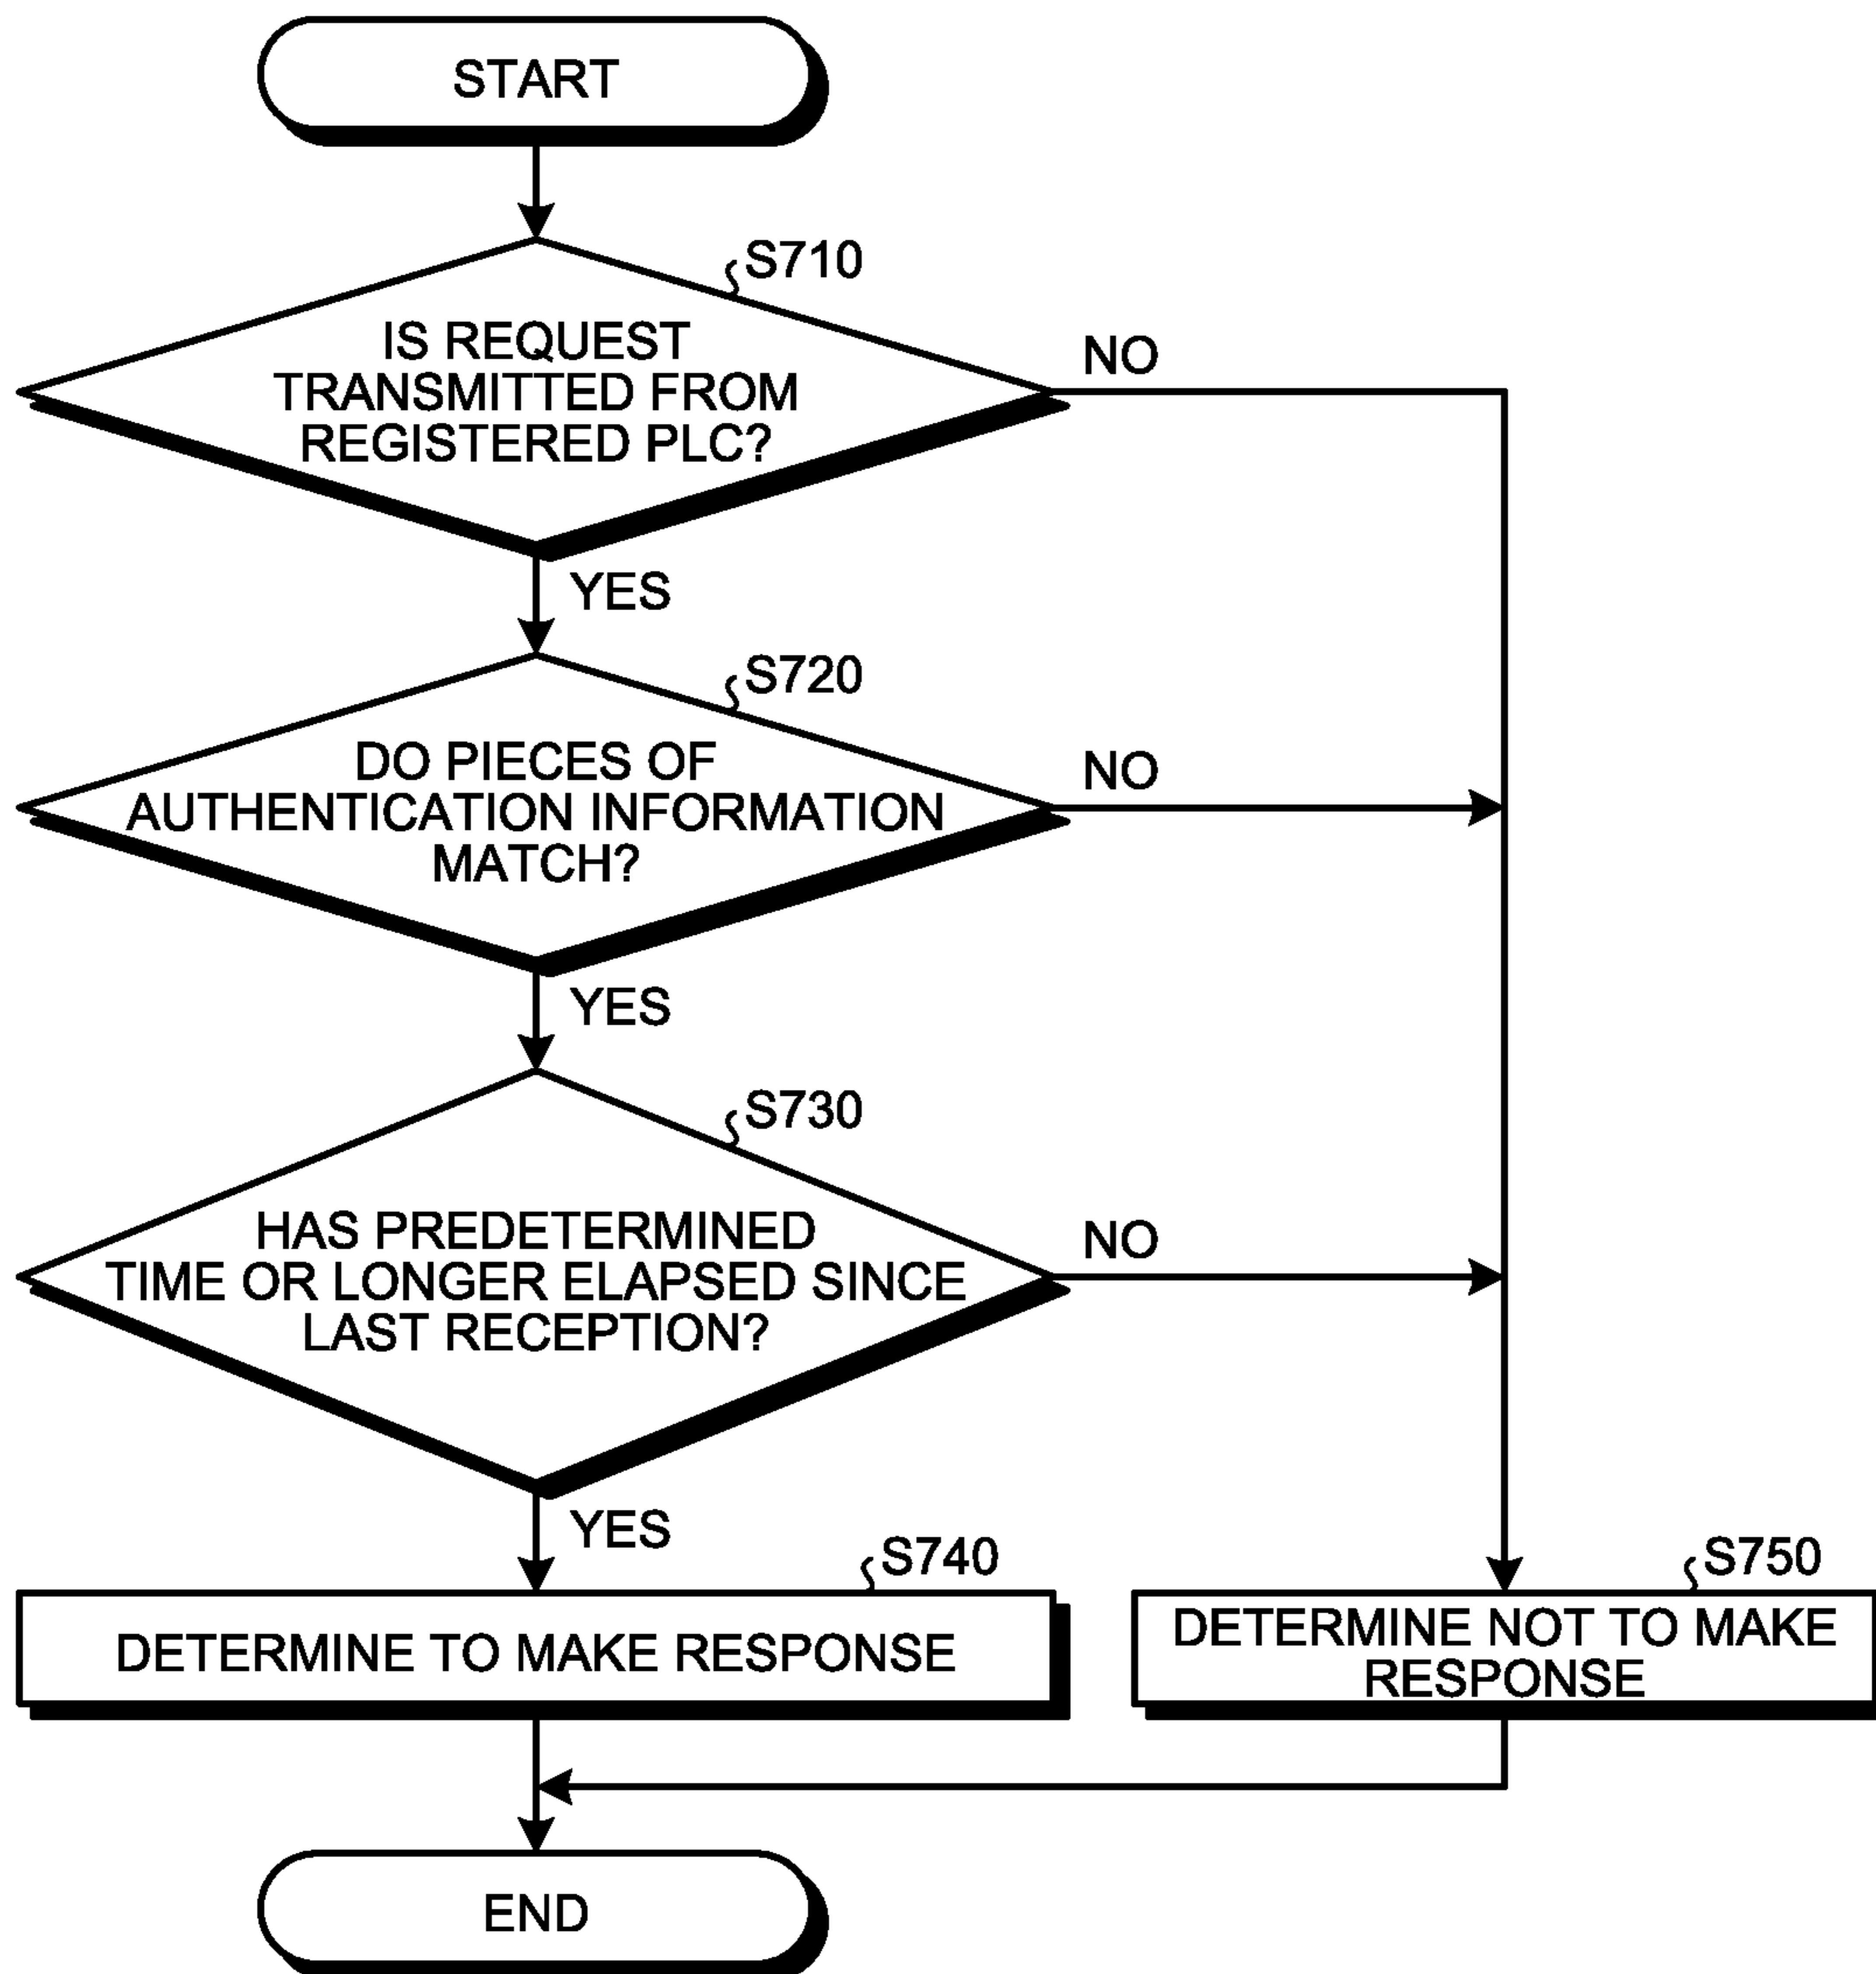 START
S710
IS REQUEST
TRANSMITTED FROM
REGISTERED PLC?
NO
YES
S720
DO PIECES OF
AUTHENTICATION INFORMATION
MATCH?
NO
YES
S730
HAS PREDETERMINED
TIME OR LONGER ELAPSED SINCE
LAST RECEPTION?
NO
YES
S740
DETERMINE TO MAKE RESPONSE
S750
DETERMINE NOT TO MAKE
RESPONSE
END